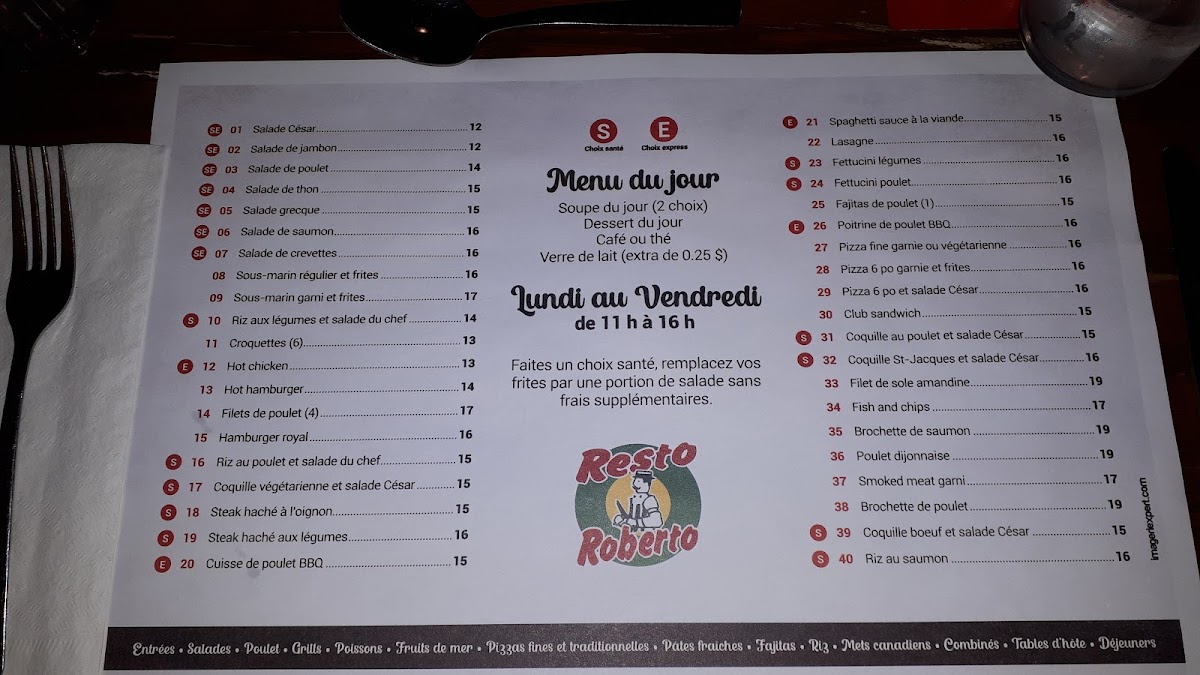 SE 01 Salade César 12
SE 02 Salade de jambon 12
SE 03 Salade de poulet 14
SE 04 Salade de thon 15
SE 05 Salade grecque 15
SE 06 Salade de saumon 16
SE 07 Salade de crevettes 16
08 Sous-marin régulier et frites 16
09 Sous-marin garni et frites 17
S 10 Riz aux légumes et salade du chef 14
11 Croquettes (6) 13
E 12 Hot chicken 13
13 Hot hamburger 14
14 Filets de poulet (4) 17
15 Hamburger royal 16
S 16 Riz au poulet et salade du chef 15
S 17 Coquille végétarienne et salade César 15
S 18 Steak haché à l'oignon 15
S 19 Steak haché aux légumes 16
E 20 Cuisse de poulet BBQ 15
S E
Choix santé Choix express
Menu du jour
Soupe du jour (2 choix)
Dessert du jour
Café ou thé
Verre de lait (extra de 0.25 $)
Lundi au Vendredi
de 11 h à 16 h
Faites un choix santé, remplacez vos
frites par une portion de salade sans
frais supplémentaires.
Resto
Roberto
E 21 Spaghetti sauce à la viande 15
22 Lasagne 16
S 23 Fettucini légumes 16
S 24 Fettucini poulet 16
25 Fajitas de poulet (1) 15
E 26 Poitrine de poulet BBQ 16
27 Pizza fine garnie ou végétarienne 16
28 Pizza 6 po garnie et frites 16
29 Pizza 6 po et salade César 16
30 Club sandwich 15
S 31 Coquille au poulet et salade César 15
S 32 Coquille St-Jacques et salade César 16
33 Filet de sole amandine 19
34 Fish and chips 17
35 Brochette de saumon 19
36 Poulet dijonnaise 19
37 Smoked meat garni 17
38 Brochette de poulet 19
S 39 Coquille boeuf et salade César 15
S 40 Riz au saumon 16
imageriexpert.com
Entrées • Salades • Poulet • Grills • Poissons • Fruits de mer • Pizzas fines et traditionnelles • Pâtes fraiches • Fajitas • Riz • Mets canadiens • Combinés • Tables d'hôte • Déjeuners